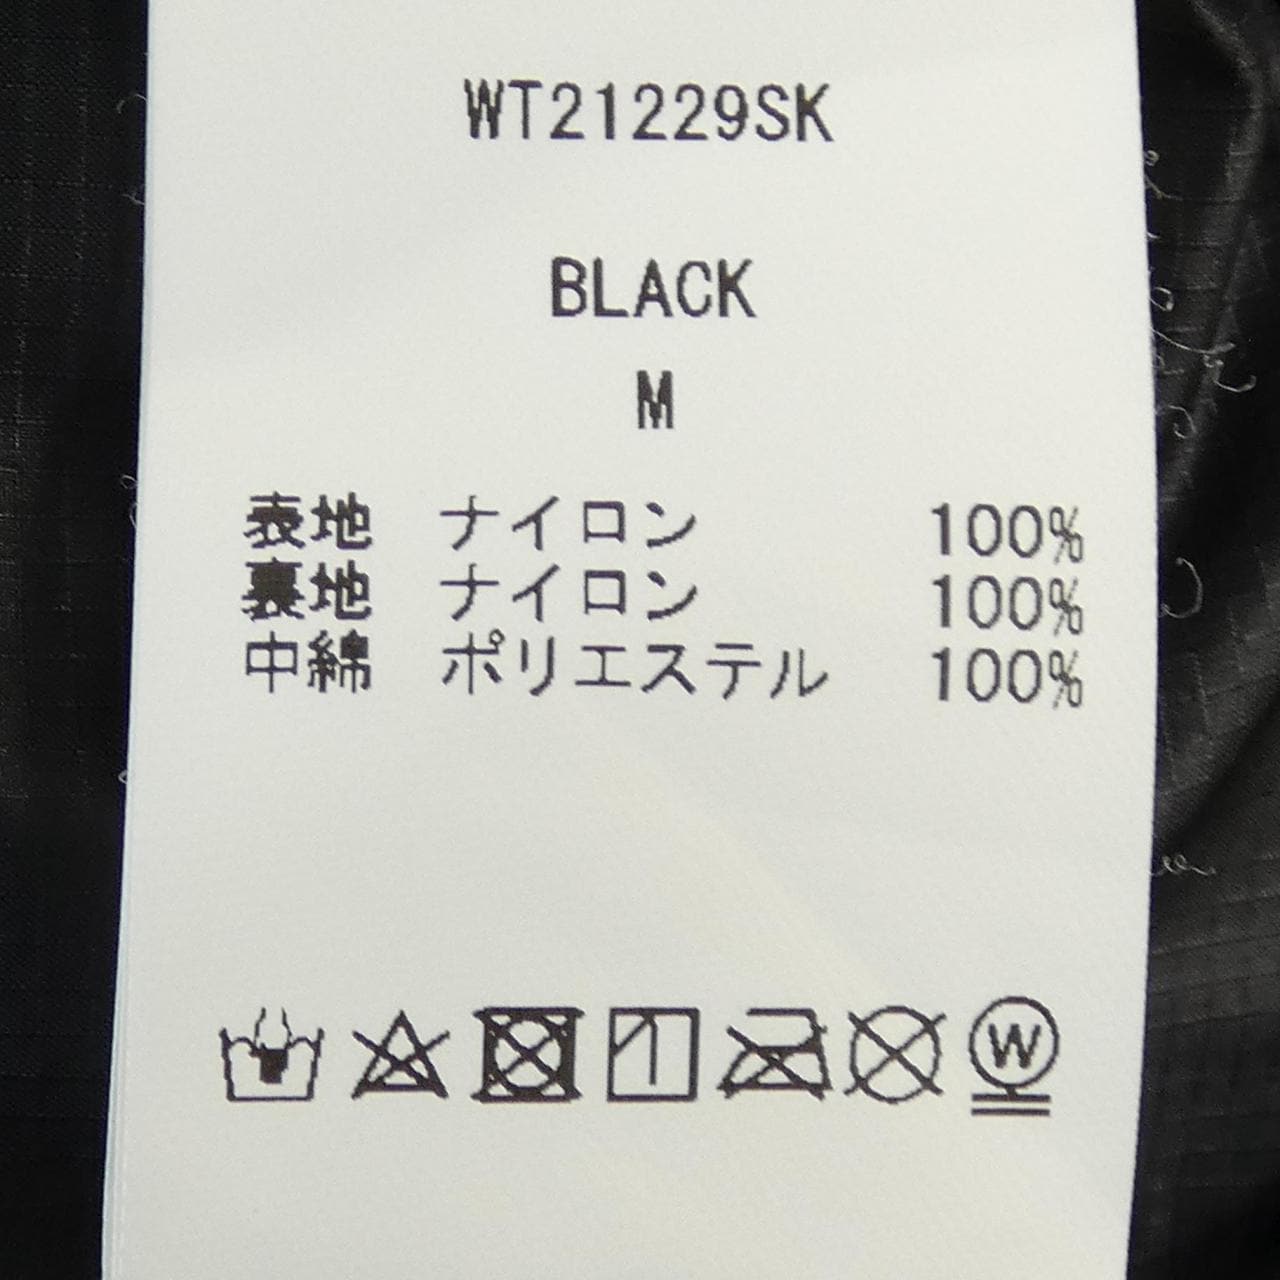 WT21229SK
BLACK
M
表地 ナイロン 100%
裏地 ナイロン 100%
中綿 ポリエステル 100%
W